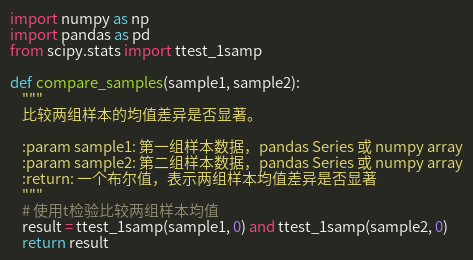 import numpy as np
import pandas as pd
from scipy.stats import ttest_1samp

def compare_samples(sample1, sample2):
    """
    比较两组样本的均值差异是否显著。

    :param sample1: 第一组样本数据，pandas Series 或 numpy array
    :param sample2: 第二组样本数据，pandas Series 或 numpy array
    :return: 一个布尔值，表示两组样本均值差异是否显著
    """
    # 使用t检验比较两组样本均值
    result = ttest_1samp(sample1, 0) and ttest_1samp(sample2, 0)
    return result